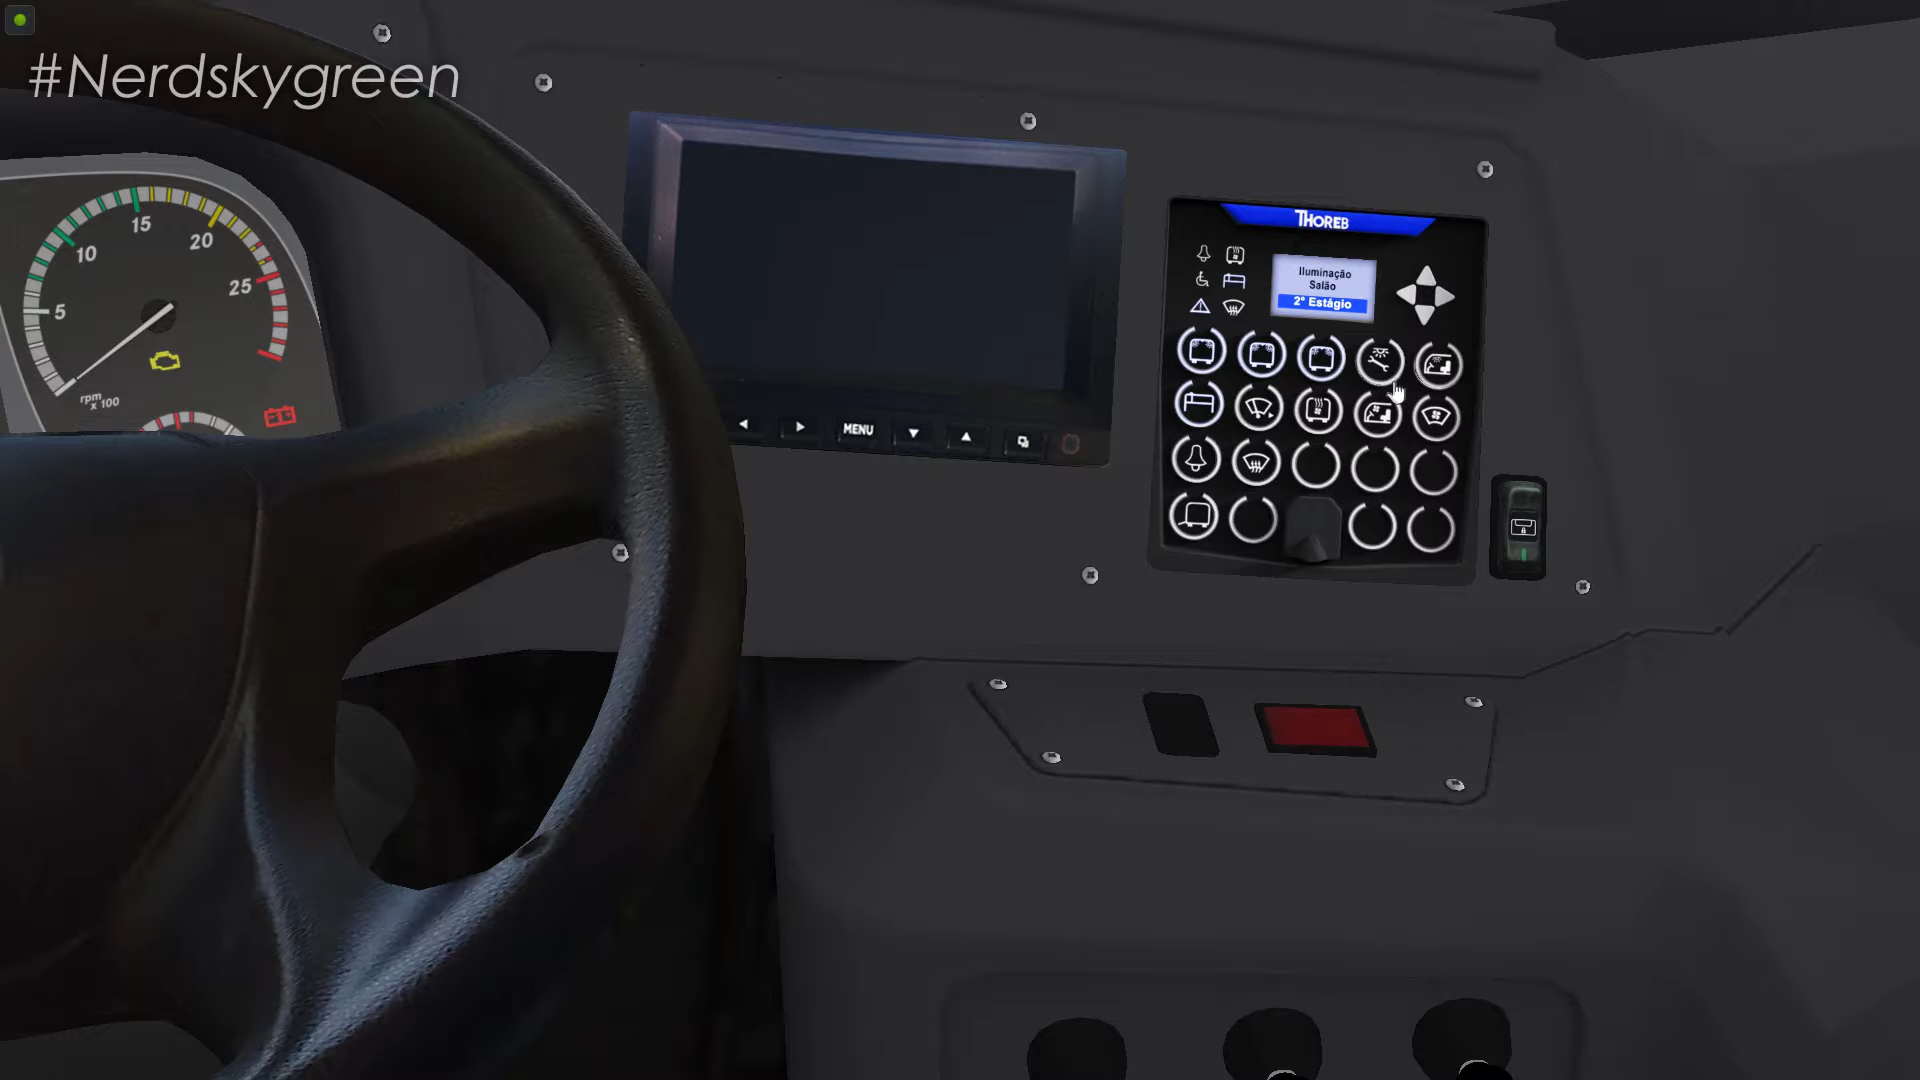 #Nerdskygreen
5
10
15
20
25
rpm
x 100
MENU
THOREB
Iluminação
Salão
2º Estágio